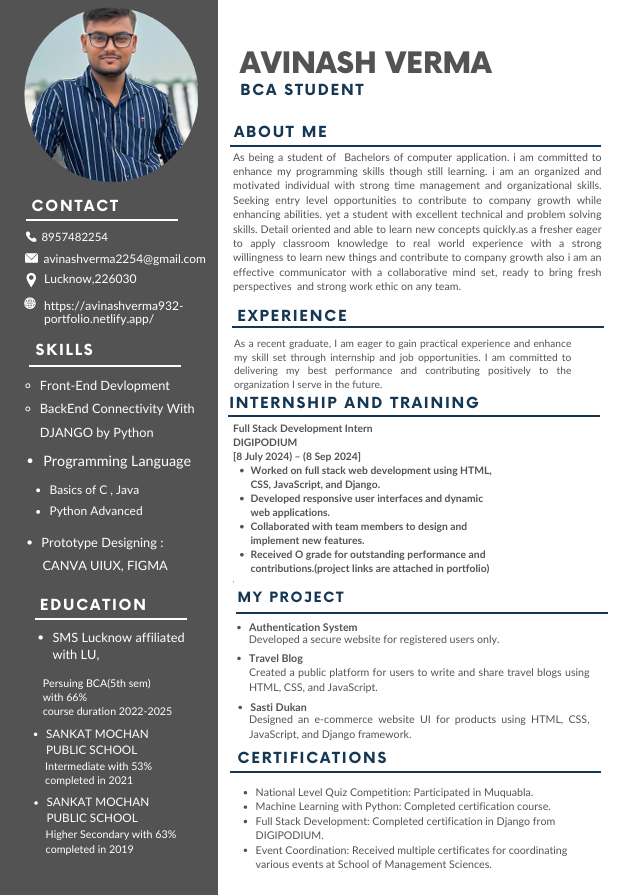 AVINASH VERMA
BCA STUDENT
CONTACT
8957482254
avinashverma2254@gmail.com
Lucknow,226030
https://avinashverma932-
portfolio.netlify.app/
SKILLS
Front-End Devlopment
BackEnd Connectivity With
DJANGO by Python
Programming Language
Basics of C , Java
Python Advanced
Prototype Designing :
CANVA UIUX, FIGMA
EDUCATION
SMS Lucknow affiliated
with LU,
Persuing BCA(5th sem)
with 66%
course duration 2022-2025
SANKAT MOCHAN
PUBLIC SCHOOL
Intermediate with 53%
completed in 2021
SANKAT MOCHAN
PUBLIC SCHOOL
Higher Secondary with 63%
completed in 2019
ABOUT ME
As being a student of Bachelors of computer application. i am committed to
enhance my programming skills though still learning. i am an organized and
motivated individual with strong time management and organizational skills.
Seeking entry level opportunities to contribute to company growth while
enhancing abilities. yet a student with excellent technical and problem solving
skills. Detail oriented and able to learn new concepts quickly.as a fresher eager
to apply classroom knowledge to real world experience with a strong
willingness to learn new things and contribute to company growth also i am an
effective communicator with a collaborative mind set, ready to bring fresh
perspectives and strong work ethic on any team.
EXPERIENCE
As a recent graduate, I am eager to gain practical experience and enhance
my skill set through internship and job opportunities. I am committed to
delivering my best performance and contributing positively to the
organization I serve in the future.
INTERNSHIP AND TRAINING
Full Stack Development Intern
DIGIPODIUM
[8 July 2024) – (8 Sep 2024]
Worked on full stack web development using HTML,
CSS, JavaScript, and Django.
Developed responsive user interfaces and dynamic
web applications.
Collaborated with team members to design and
implement new features.
Received O grade for outstanding performance and
contributions.(project links are attached in portfolio)
.
MY PROJECT
Authentication System
Developed a secure website for registered users only.
Travel Blog
Created a public platform for users to write and share travel blogs using
HTML, CSS, and JavaScript.
Sasti Dukan
Designed an e-commerce website UI for products using HTML, CSS,
JavaScript, and Django framework.
CERTIFICATIONS
National Level Quiz Competition: Participated in Muquabla.
Machine Learning with Python: Completed certification course.
Full Stack Development: Completed certification in Django from
DIGIPODIUM.
Event Coordination: Received multiple certificates for coordinating
various events at School of Management Sciences.